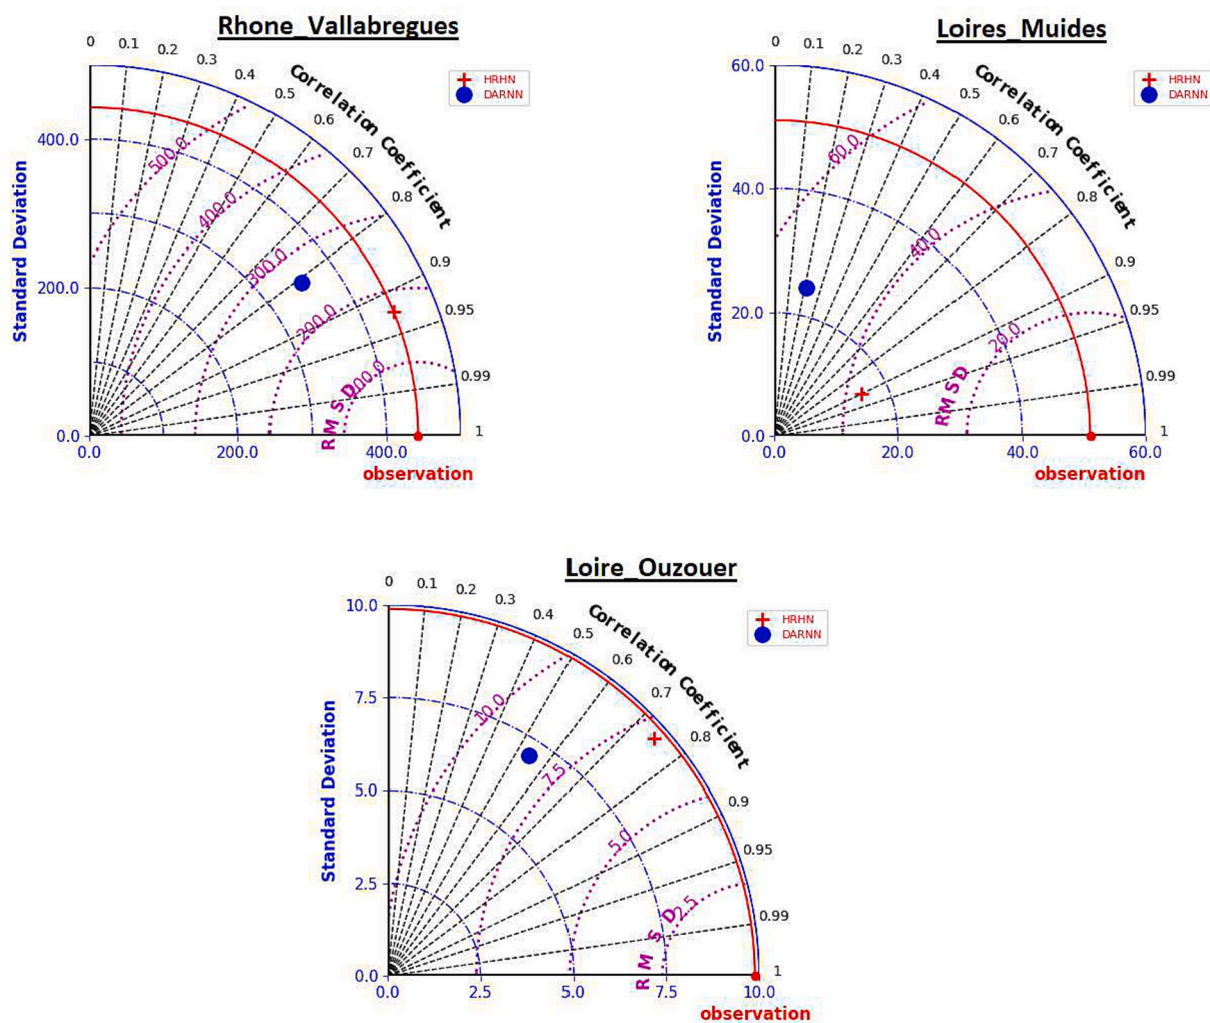 Rhone_Vallabregues
0 0.1 0.2 0.3 0.4 0.5 0.6 0.7 0.8 0.9 0.95 0.99 1
Correlation Coefficient
HRHN
DARNN
Standard Deviation
400.0
200.0
0.0
500.0
400.0
300.0
200.0
100.0
RMSD
0.0 200.0 400.0
observation
Loires_Muides
0 0.1 0.2 0.3 0.4 0.5 0.6 0.7 0.8 0.9 0.95 0.99 1
Correlation Coefficient
HRHN
DARNN
Standard Deviation
60.0
40.0
20.0
0.0
60.0
40.0
20.0
RMSD
0.0 20.0 40.0 60.0
observation
Loire_Ouzouer
0 0.1 0.2 0.3 0.4 0.5 0.6 0.7 0.8 0.9 0.95 0.99 1
Correlation Coefficient
HRHN
DARNN
Standard Deviation
10.0
7.5
5.0
2.5
0.0
10.0
7.5
5.0
2.5
RMSD
0.0 2.5 5.0 7.5 10.0
observation